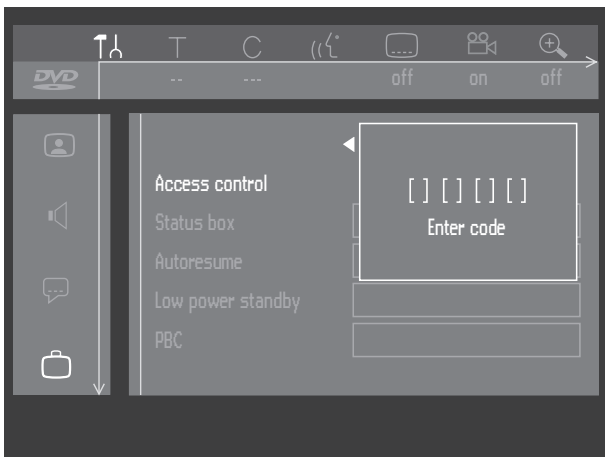 T C
DVD -- --- off on off
Access control
[ ] [ ] [ ] [ ]
Status box
Enter code
Autoresume
Low power standby
PBC